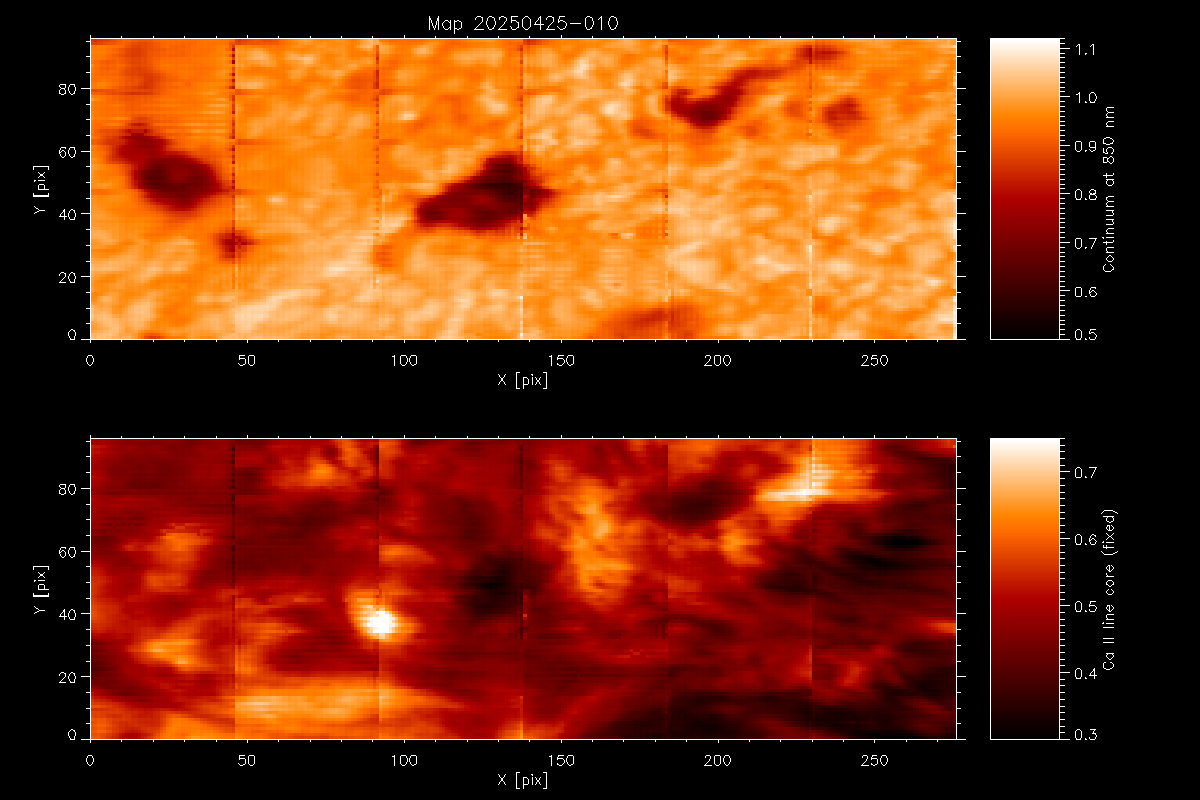 Map 20250425-010
80
60
40
20
0
Y [pix]
0 50 100 150 200 250
X [pix]
1.1
1.0
0.9
0.8
0.7
0.6
0.5
Continuum at 850 nm
80
60
40
20
0
Y [pix]
0 50 100 150 200 250
X [pix]
0.7
0.6
0.5
0.4
0.3
Ca II line core (fixed)